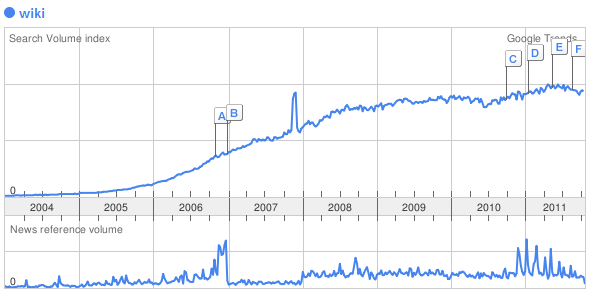 wiki
Search Volume index
Google Trends
A
B
C
D
E
F
0
2004 2005 2006 2007 2008 2009 2010 2011
News reference volume
0